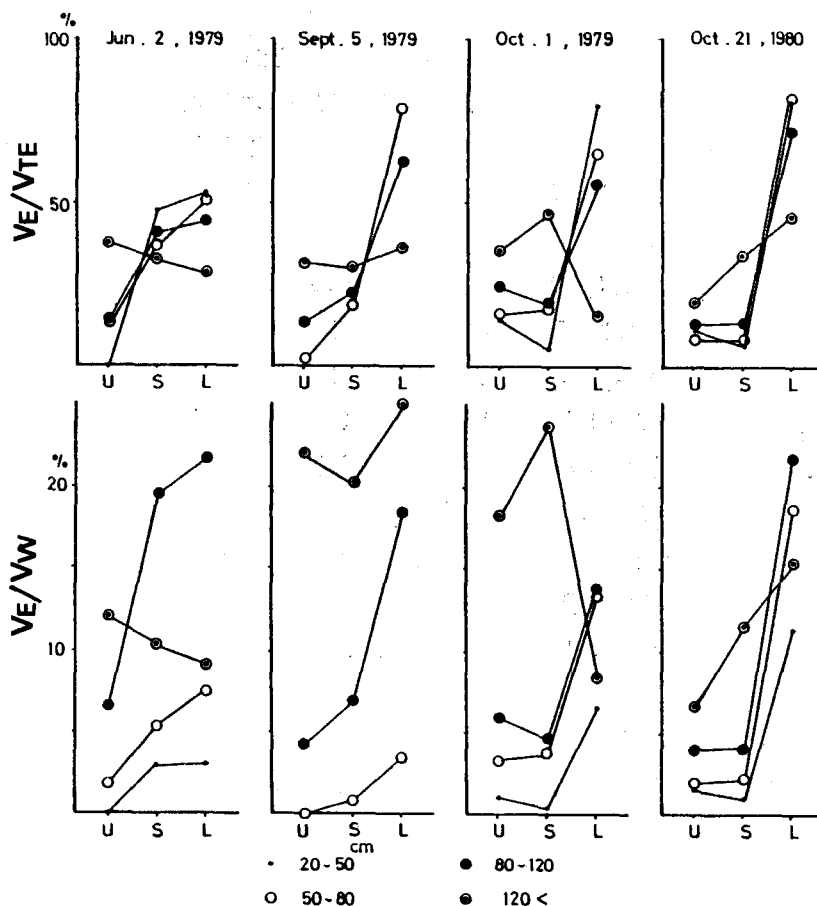 %
100
Jun. 2, 1979
Sept. 5, 1979
Oct. 1, 1979
Oct. 21, 1980
VE/VTE
50
U S L
U S L
U S L
U S L
%
20
VE/VW
10
U S L
U S L
U S L
U S L
cm
20-50
80-120
50-80
120 <